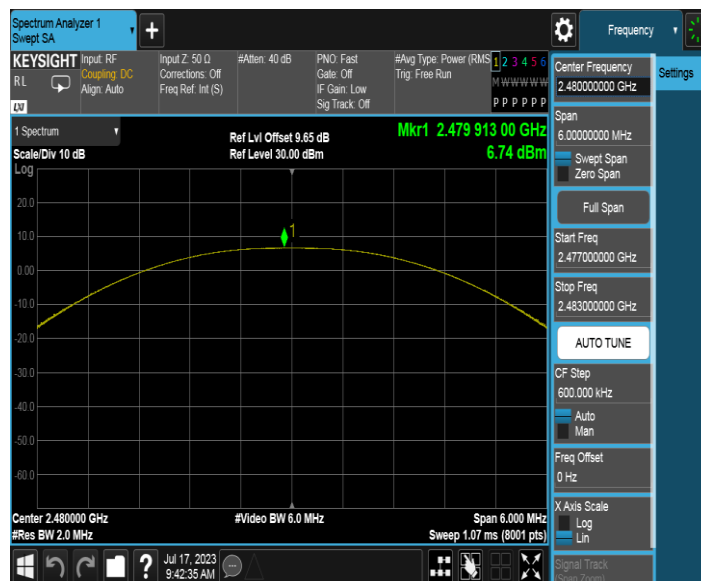 Spectrum Analyzer 1
Swept SA
+
Frequency
KEYSIGHT
RL
LXI
Input: RF
Coupling: DC
Align: Auto
Input Z: 50 Ω
Corrections: Off
Freq Ref: Int (S)
#Atten: 40 dB
PNO: Fast
Gate: Off
IF Gain: Low
Sig Track: Off
#Avg Type: Power (RMS
Trig: Free Run
1 2 3 4 5 6
M W W W W W
P P P P P P
1 Spectrum
Scale/Div 10 dB
Log
Ref Lvl Offset 9.65 dB
Ref Level 30.00 dBm
Mkr1 2.479 913 00 GHz
6.74 dBm
20.0
10.0
0.00
-10.0
-20.0
-30.0
-40.0
-50.0
-60.0
1
Center 2.480000 GHz
#Res BW 2.0 MHz
#Video BW 6.0 MHz
Span 6.000 MHz
Sweep 1.07 ms (8001 pts)
Center Frequency
2.480000000 GHz
Settings
Span
6.00000000 MHz
Swept Span
Zero Span
Full Span
Start Freq
2.477000000 GHz
Stop Freq
2.483000000 GHz
AUTO TUNE
CF Step
600.000 kHz
Auto
Man
Freq Offset
0 Hz
X Axis Scale
Log
Lin
Signal Track
(Span Zoom)
?
Jul 17, 2023
9:42:35 AM